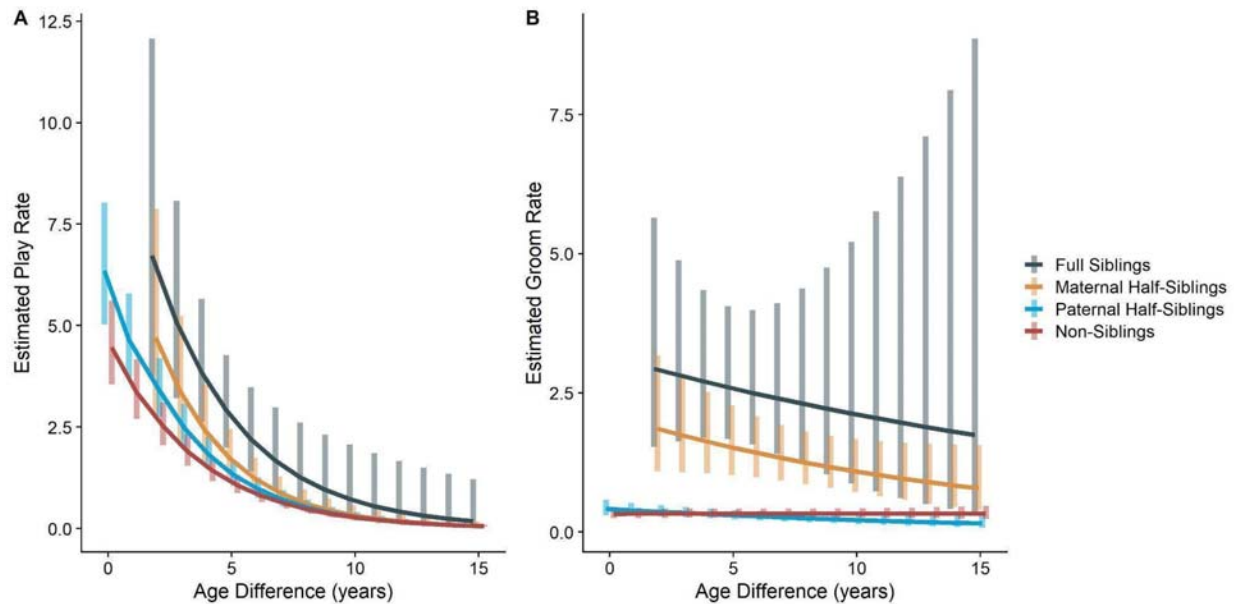 A
12.5
10.0
7.5
5.0
2.5
0.0
Estimated Play Rate
0 5 10 15
Age Difference (years)
B
7.5
5.0
2.5
0.0
Estimated Groom Rate
0 5 10 15
Age Difference (years)
Full Siblings
Maternal Half-Siblings
Paternal Half-Siblings
Non-Siblings